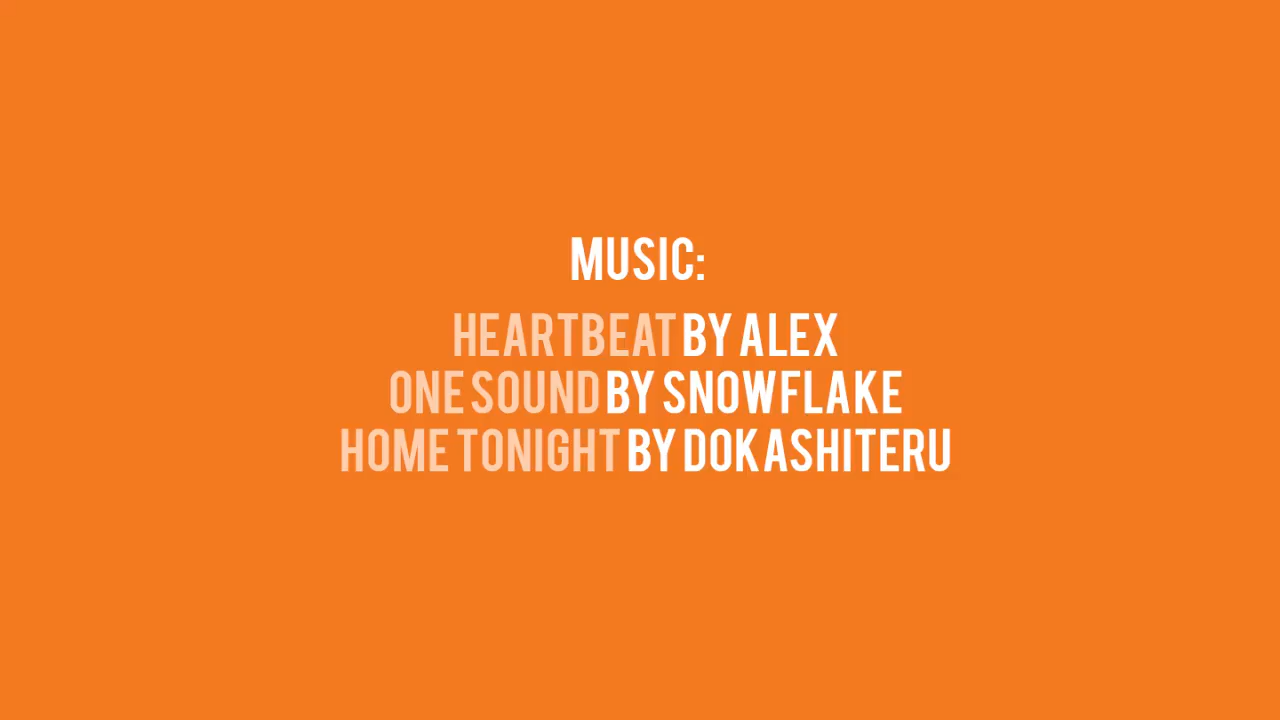 MUSIC:
HEARTBEAT BY ALEX
ONE SOUND BY SNOWFLAKE
HOME TONIGHT BY DOKASHITERU